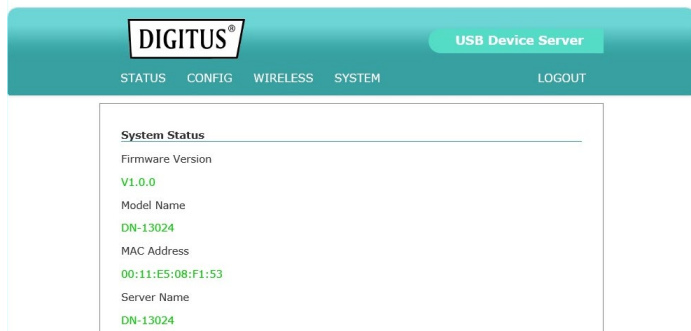 DIGITUS®
USB Device Server
STATUS CONFIG WIRELESS SYSTEM LOGOUT
System Status
Firmware Version
V1.0.0
Model Name
DN-13024
MAC Address
00:11:E5:08:F1:53
Server Name
DN-13024